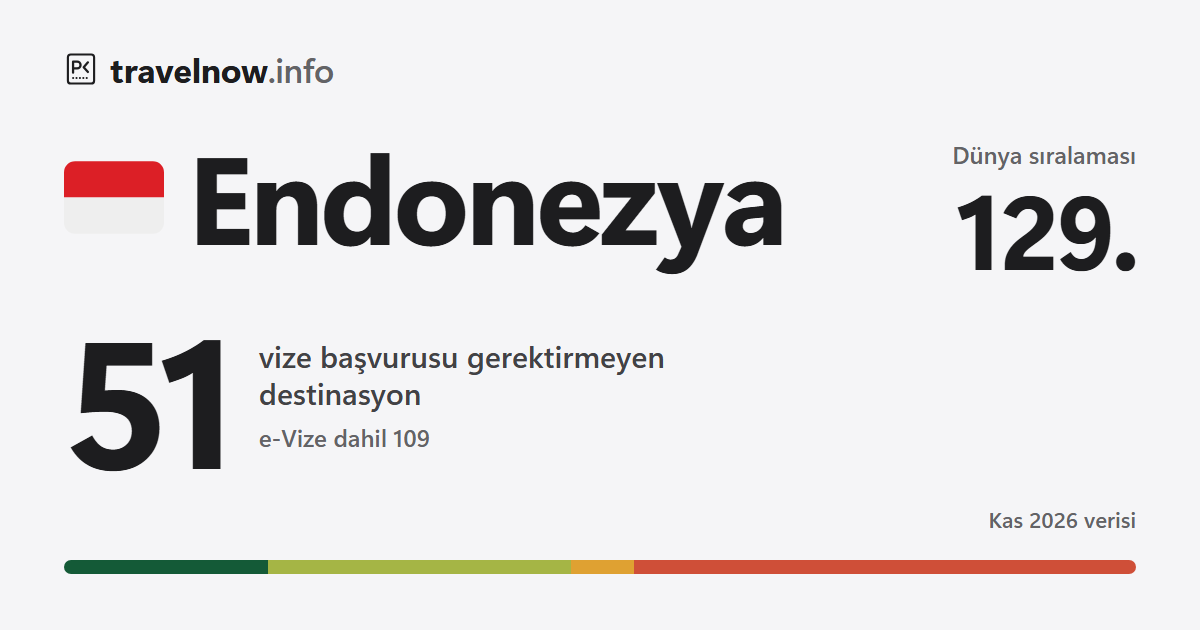 travelnow.info
Endonezya
Dünya sıralaması
129.
51
vize başvurusu gerektirmeyen
destinasyon
e-Vize dahil 109
Kas 2026 verisi